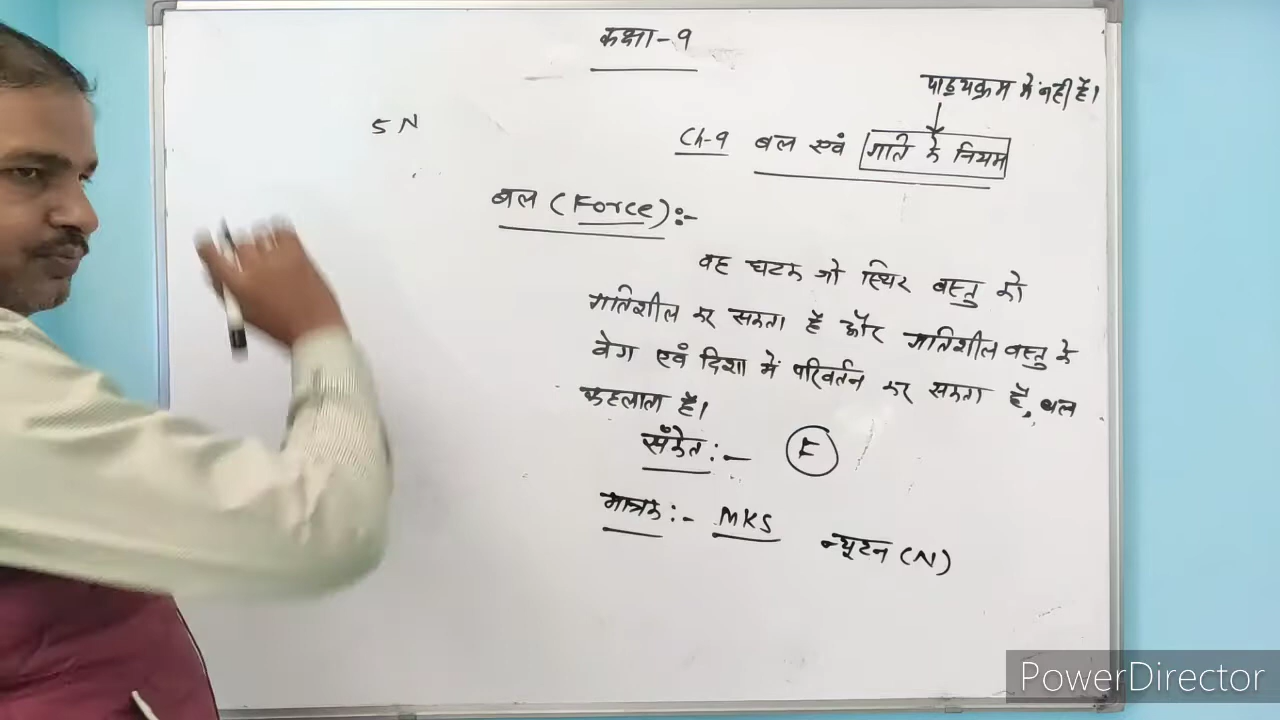 कक्षा-9
पाठ्यक्रम में नहीं है।
5 N
Ch-9 बल एवं गति के नियम
बल (Force):-
वह घटक जो स्थिर वस्तु को
गतिशील कर सकता है और गतिशील वस्तु के
वेग एवं दिशा में परिवर्तन कर सकता है, बल
कहलाता है।
संकेत:- F
मात्रक:- MKS न्यूटन (N)
PowerDirector